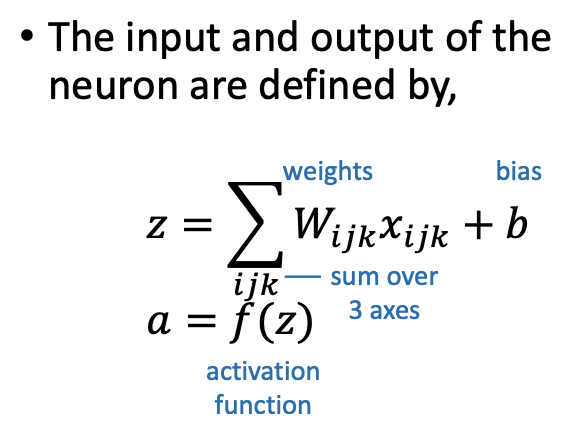 • The input and output of the
neuron are defined by,
weights
bias
z = ∑ W_{ijk} x_{ijk} + b
ijk
sum over
3 axes
a = f(z)
activation
function